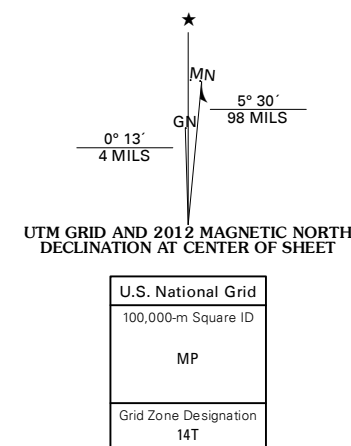 ★
MN
GN
5° 30´
98 MILS
0° 13´
4 MILS
UTM GRID AND 2012 MAGNETIC NORTH
DECLINATION AT CENTER OF SHEET
U.S. National Grid
100,000-m Square ID
MP
Grid Zone Designation
14T